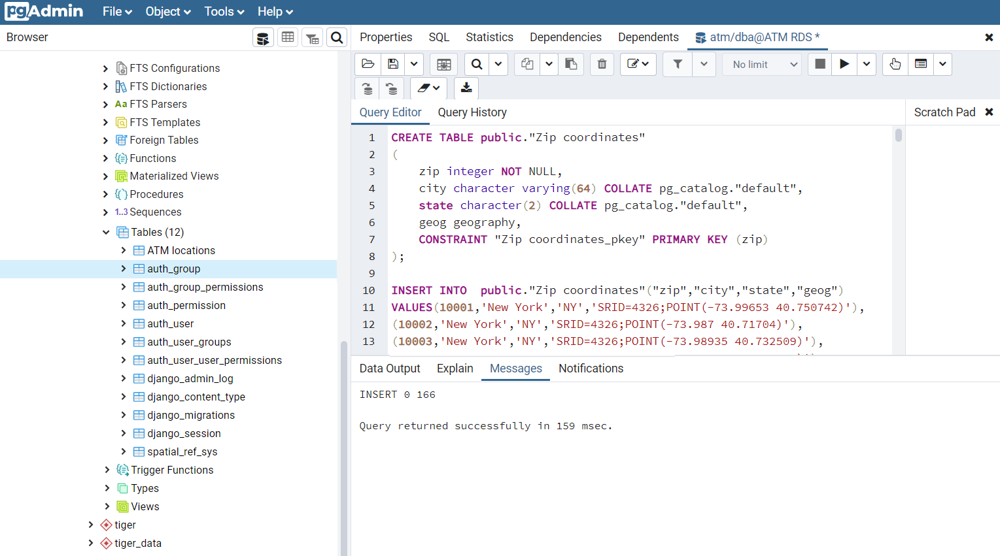 pgAdmin File Object Tools Help
Browser
Properties SQL Statistics Dependencies Dependents atm/dba@ATM RDS *
FTS Configurations
FTS Dictionaries
Aa FTS Parsers
FTS Templates
Foreign Tables
Functions
Materialized Views
Procedures
1..3 Sequences
Tables (12)
ATM locations
auth_group
auth_group_permissions
auth_permission
auth_user
auth_user_groups
auth_user_user_permissions
django_admin_log
django_content_type
django_migrations
django_session
spatial_ref_sys
Trigger Functions
Types
Views
tiger
tiger_data
No limit
Query Editor Query History Scratch Pad
1 CREATE TABLE public."Zip coordinates"
2 (
3 zip integer NOT NULL,
4 city character varying(64) COLLATE pg_catalog."default",
5 state character(2) COLLATE pg_catalog."default",
6 geog geography,
7 CONSTRAINT "Zip coordinates_pkey" PRIMARY KEY (zip)
8 );
9
10 INSERT INTO  public."Zip coordinates"("zip","city","state","geog")
11 VALUES(10001,'New York','NY','SRID=4326;POINT(-73.99653 40.750742)'),
12 (10002,'New York','NY','SRID=4326;POINT(-73.987 40.71704)'),
13 (10003,'New York','NY','SRID=4326;POINT(-73.98935 40.732509)'),
Data Output Explain Messages Notifications
INSERT 0 166
Query returned successfully in 159 msec.